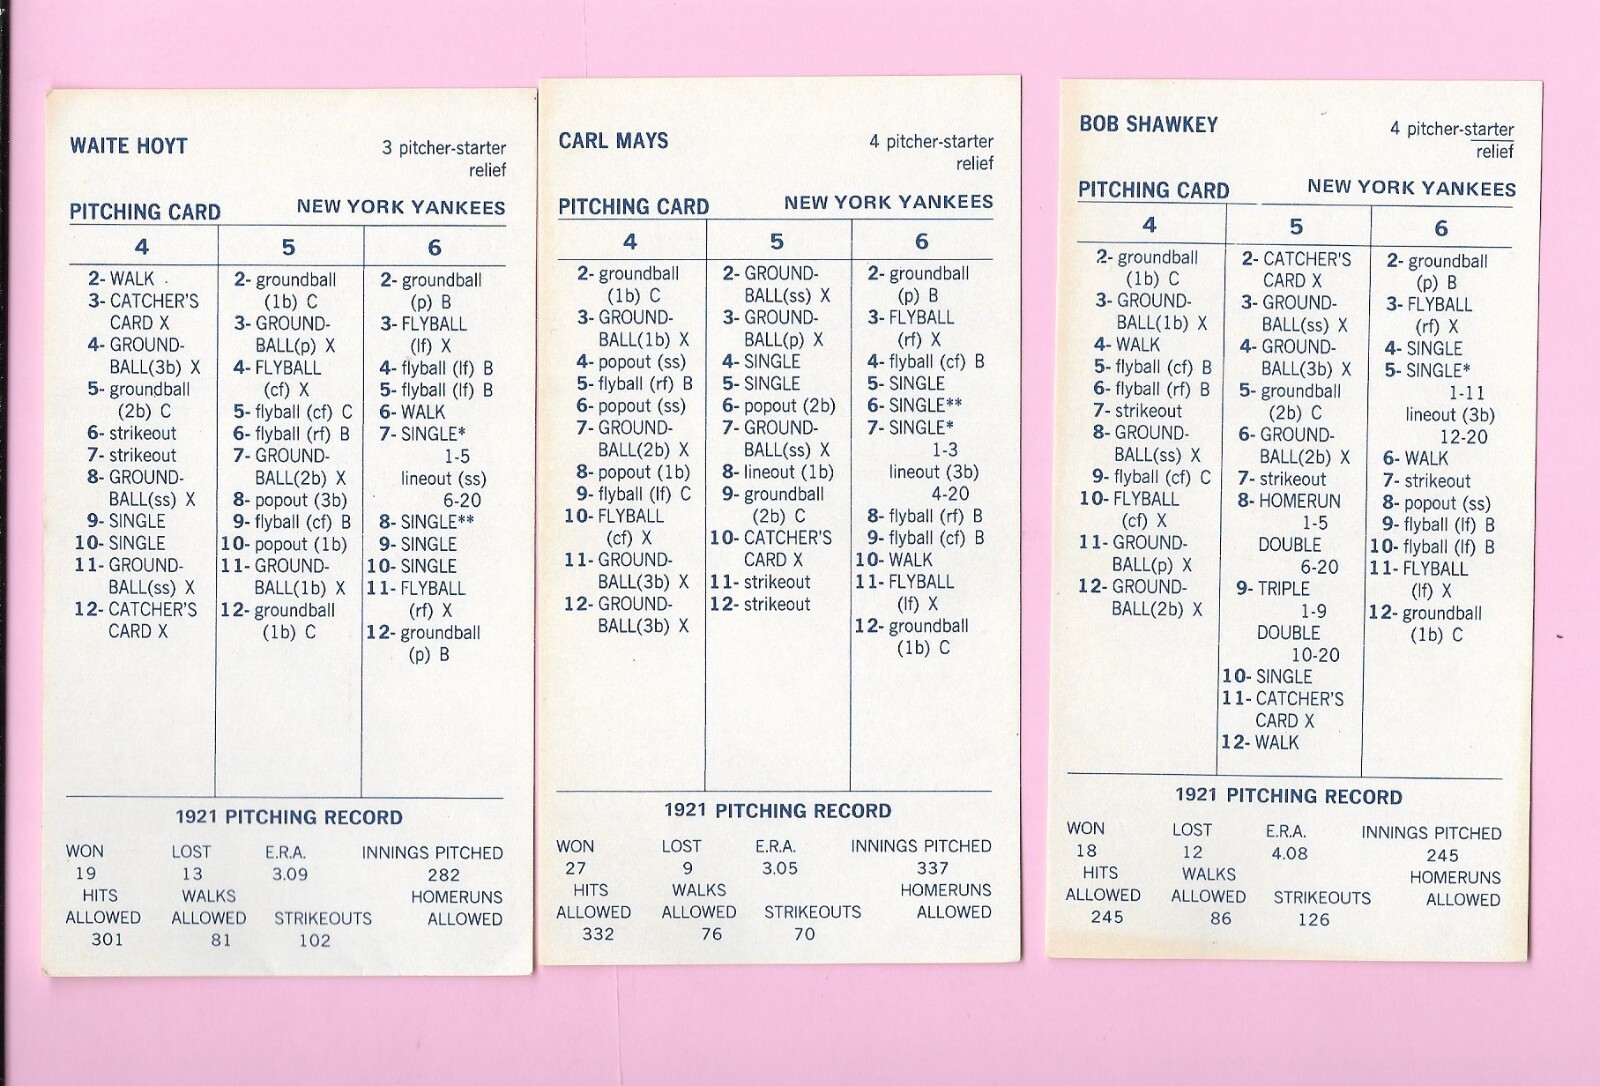 WAITE HOYT
3 pitcher-starter
relief
PITCHING CARD
NEW YORK YANKEES
4
2- WALK
3- CATCHER'S
CARD X
4- GROUND-
BALL(3b) X
5- groundball
(2b) C
6- strikeout
7- strikeout
8- GROUND-
BALL(ss) X
9- SINGLE
10- SINGLE
11- GROUND-
BALL(ss) X
12- CATCHER'S
CARD X
5
2- groundball
(1b) C
3- GROUND-
BALL(p) X
4- FLYBALL
(cf) X
5- flyball (cf) C
6- flyball (rf) B
7- GROUND-
BALL(2b) X
8- popout (3b)
9- flyball (cf) B
10- popout (1b)
11- GROUND-
BALL(1b) X
12- groundball
(1b) C
6
2- groundball
(p) B
3- FLYBALL
(lf) X
4- flyball (lf) B
5- flyball (lf) B
6- WALK
7- SINGLE*
1-5
lineout (ss)
6-20
8- SINGLE**
9- SINGLE
10- SINGLE
11- FLYBALL
(rf) X
12- groundball
(p) B
1921 PITCHING RECORD
WON LOST E.R.A. INNINGS PITCHED
19 13 3.09 282
HITS WALKS HOMERUNS
ALLOWED ALLOWED STRIKEOUTS ALLOWED
301 81 102
CARL MAYS
4 pitcher-starter
relief
PITCHING CARD
NEW YORK YANKEES
4
2- groundball
(1b) C
3- GROUND-
BALL(1b) X
4- popout (ss)
5- flyball (rf) B
6- popout (ss)
7- GROUND-
BALL(2b) X
8- popout (1b)
9- flyball (lf) C
10- FLYBALL
(cf) X
11- GROUND-
BALL(3b) X
12- GROUND-
BALL(3b) X
5
2- GROUND-
BALL(ss) X
3- GROUND-
BALL(p) X
4- SINGLE
5- SINGLE
6- popout (2b)
7- GROUND-
BALL(ss) X
8- lineout (1b)
9- groundball
(2b) C
10- CATCHER'S
CARD X
11- strikeout
12- strikeout
6
2- groundball
(p) B
3- FLYBALL
(rf) X
4- flyball (cf) B
5- SINGLE
6- SINGLE**
7- SINGLE*
1-3
lineout (3b)
4-20
8- flyball (rf) B
9- flyball (cf) B
10- WALK
11- FLYBALL
(lf) X
12- groundball
(1b) C
1921 PITCHING RECORD
WON LOST E.R.A. INNINGS PITCHED
27 9 3.05 337
HITS WALKS HOMERUNS
ALLOWED ALLOWED STRIKEOUTS ALLOWED
332 76 70
BOB SHAWKEY
4 pitcher-starter
relief
PITCHING CARD
NEW YORK YANKEES
4
2- groundball
(1b) C
3- GROUND-
BALL(1b) X
4- WALK
5- flyball (cf) B
6- flyball (rf) B
7- strikeout
8- GROUND-
BALL(ss) X
9- flyball (cf) C
10- FLYBALL
(cf) X
11- GROUND-
BALL(p) X
12- GROUND-
BALL(2b) X
5
2- CATCHER'S
CARD X
3- GROUND-
BALL(ss) X
4- GROUND-
BALL(3b) X
5- groundball
(2b) C
6- GROUND-
BALL(2b) X
7- strikeout
8- HOMERUN
1-5
DOUBLE
6-20
9- TRIPLE
1-9
DOUBLE
10-20
10- SINGLE
11- CATCHER'S
CARD X
12- WALK
6
2- groundball
(p) B
3- FLYBALL
(rf) X
4- SINGLE
5- SINGLE*
1-11
lineout (3b)
12-20
6- WALK
7- strikeout
8- popout (ss)
9- flyball (lf) B
10- flyball (lf) B
11- FLYBALL
(lf) X
12- groundball
(1b) C
1921 PITCHING RECORD
WON LOST E.R.A. INNINGS PITCHED
18 12 4.08 245
HITS WALKS HOMERUNS
ALLOWED ALLOWED STRIKEOUTS ALLOWED
245 86 126